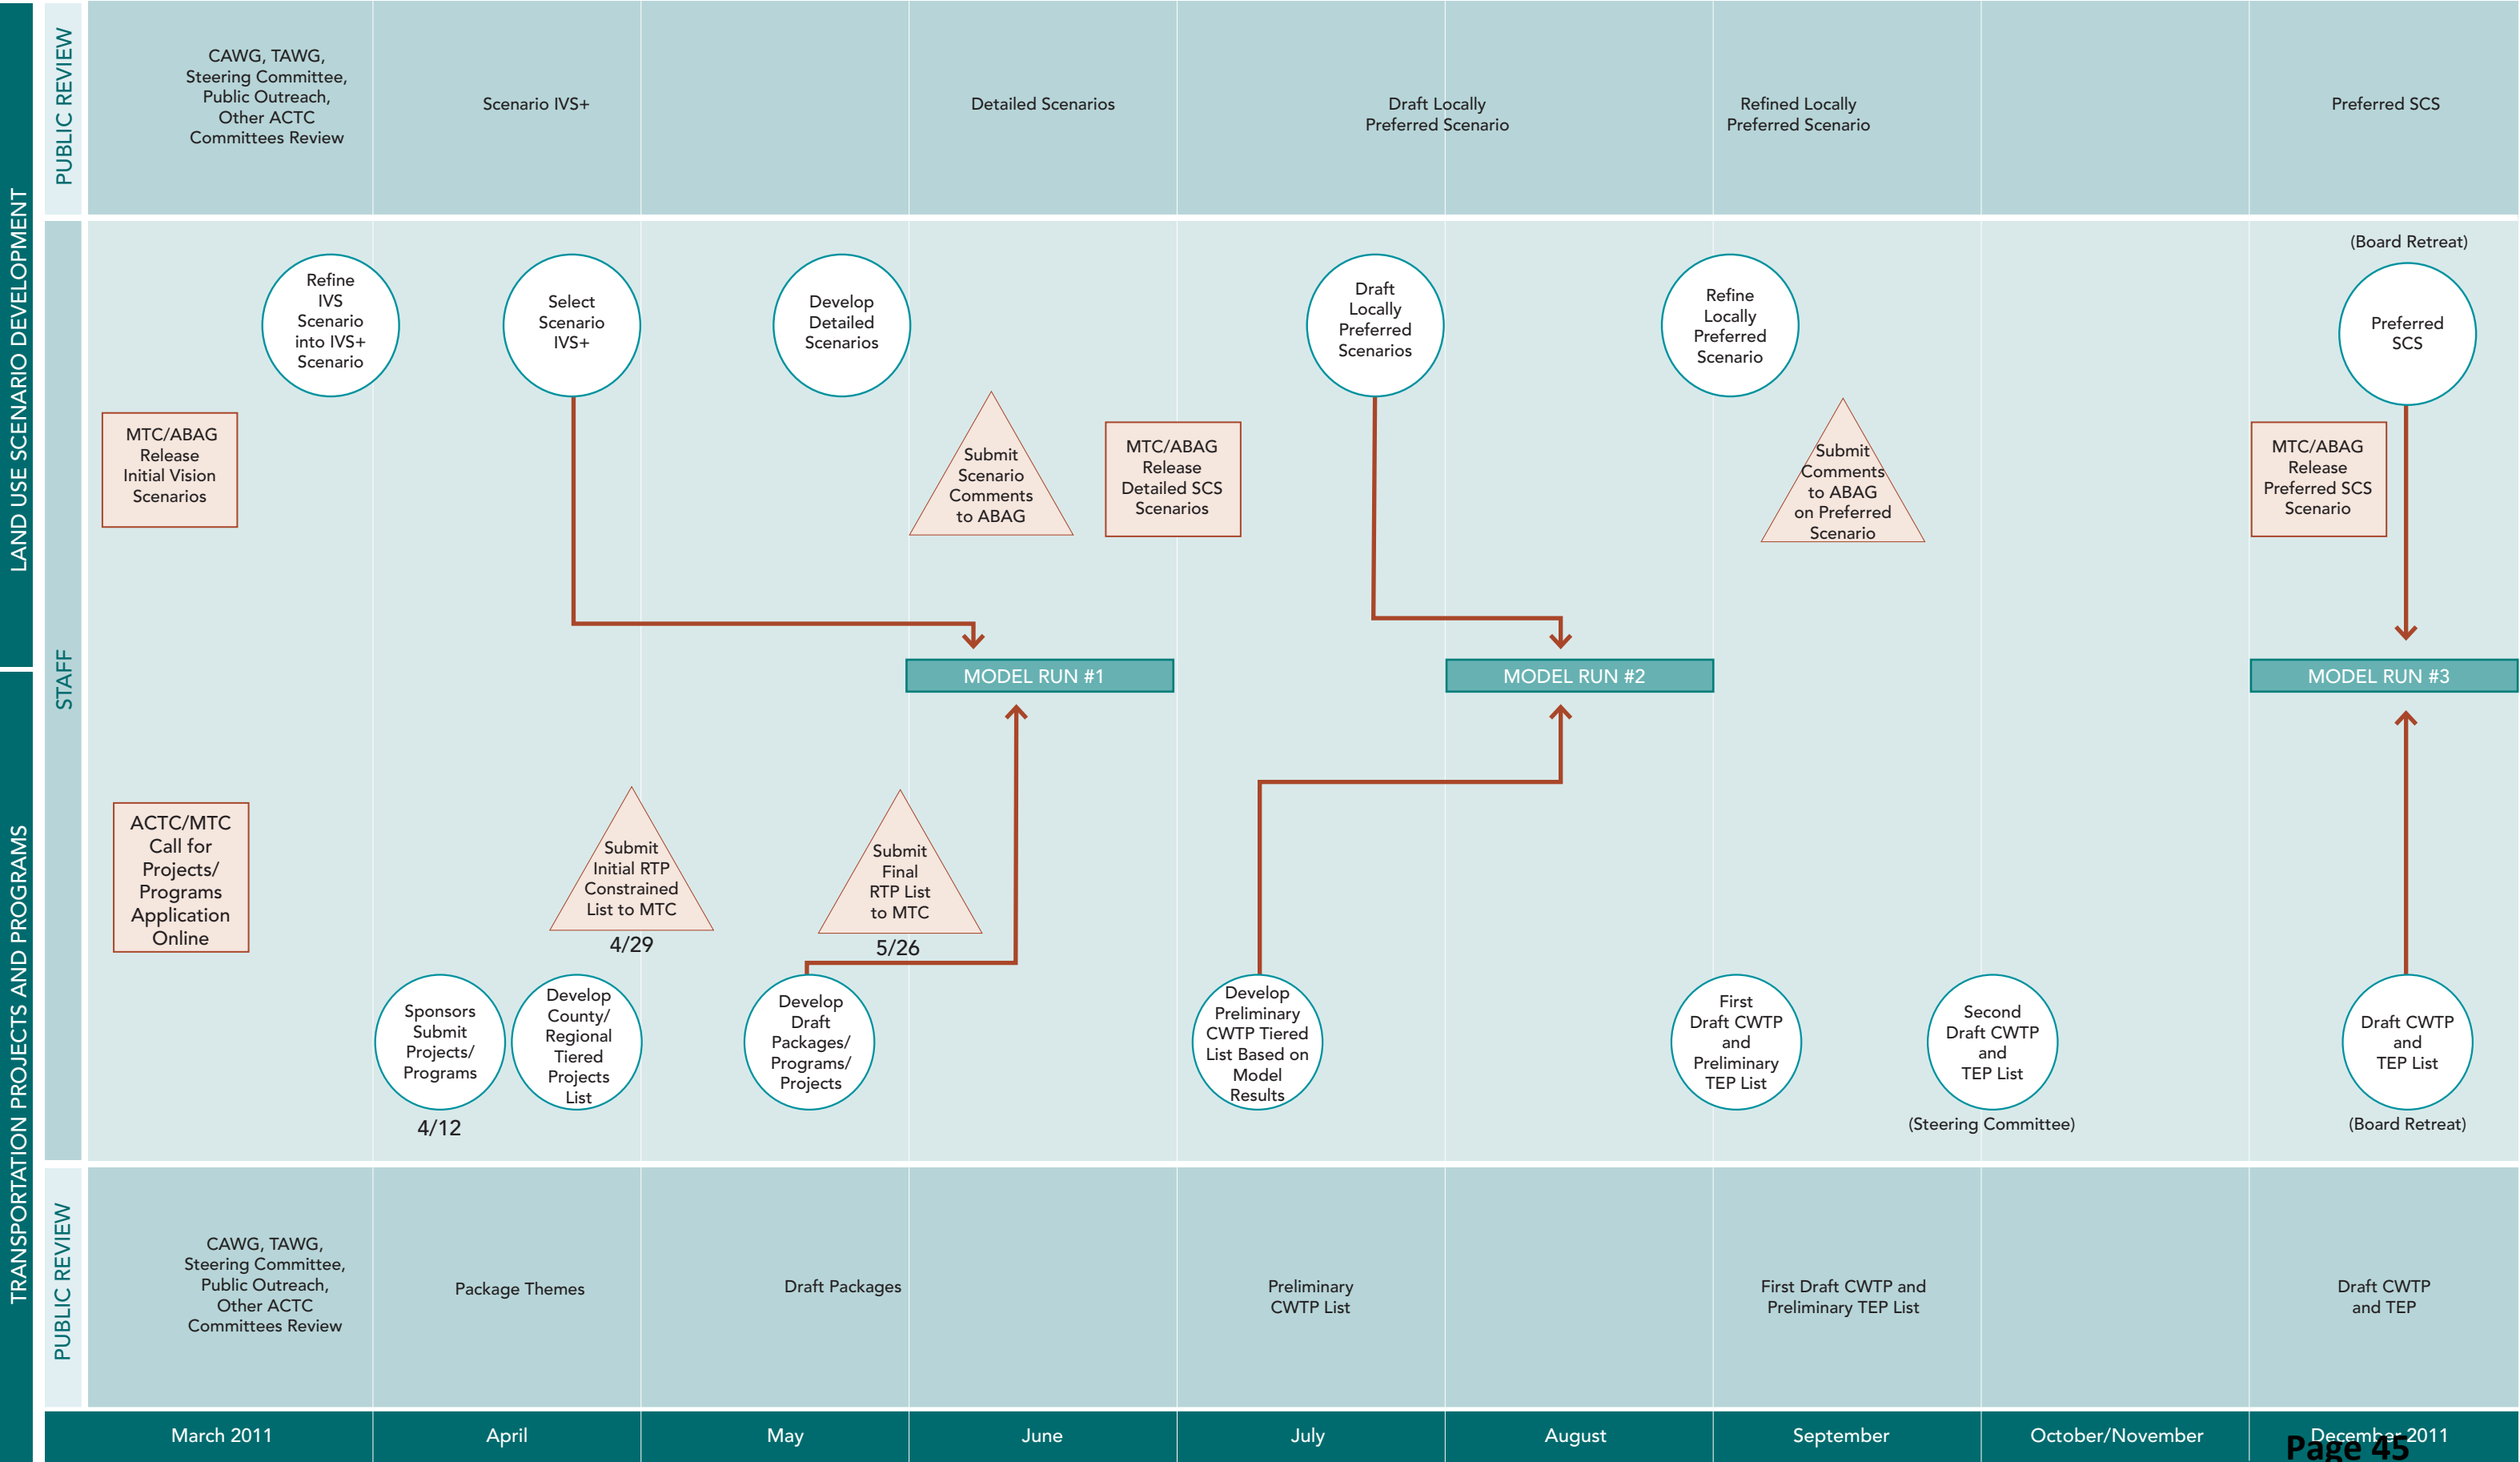 LAND USE SCENARIO DEVELOPMENT
PUBLIC REVIEW
CAWG, TAWG,
Steering Committee,
Public Outreach,
Other ACTC
Committees Review
Scenario IVS+
Detailed Scenarios
Draft Locally
Preferred Scenario
Refined Locally
Preferred Scenario
Preferred SCS
STAFF
Refine
IVS
Scenario
into IVS+
Scenario
Select
Scenario
IVS+
Develop
Detailed
Scenarios
Draft
Locally
Preferred
Scenarios
Refine
Locally
Preferred
Scenario
(Board Retreat)
Preferred
SCS
MTC/ABAG
Release
Initial Vision
Scenarios
Submit
Scenario
Comments
to ABAG
MTC/ABAG
Release
Detailed SCS
Scenarios
Submit
Comments
to ABAG
on Preferred
Scenario
MTC/ABAG
Release
Preferred SCS
Scenario
MODEL RUN #1
MODEL RUN #2
MODEL RUN #3
TRANSPORTATION PROJECTS AND PROGRAMS
ACTC/MTC
Call for
Projects/
Programs
Application
Online
Submit
Initial RTP
Constrained
List to MTC
4/29
Submit
Final
RTP List
to MTC
5/26
Sponsors
Submit
Projects/
Programs
4/12
Develop
County/
Regional
Tiered
Projects
List
Develop
Draft
Packages/
Programs/
Projects
Develop
Preliminary
CWTP Tiered
List Based on
Model
Results
First
Draft CWTP
and
Preliminary
TEP List
Second
Draft CWTP
and
TEP List
(Steering Committee)
Draft CWTP
and
TEP List
(Board Retreat)
PUBLIC REVIEW
CAWG, TAWG,
Steering Committee,
Public Outreach,
Other ACTC
Committees Review
Package Themes
Draft Packages
Preliminary
CWTP List
First Draft CWTP and
Preliminary TEP List
Draft CWTP
and TEP
March 2011
April
May
June
July
August
September
October/November
December 2011
Page 45